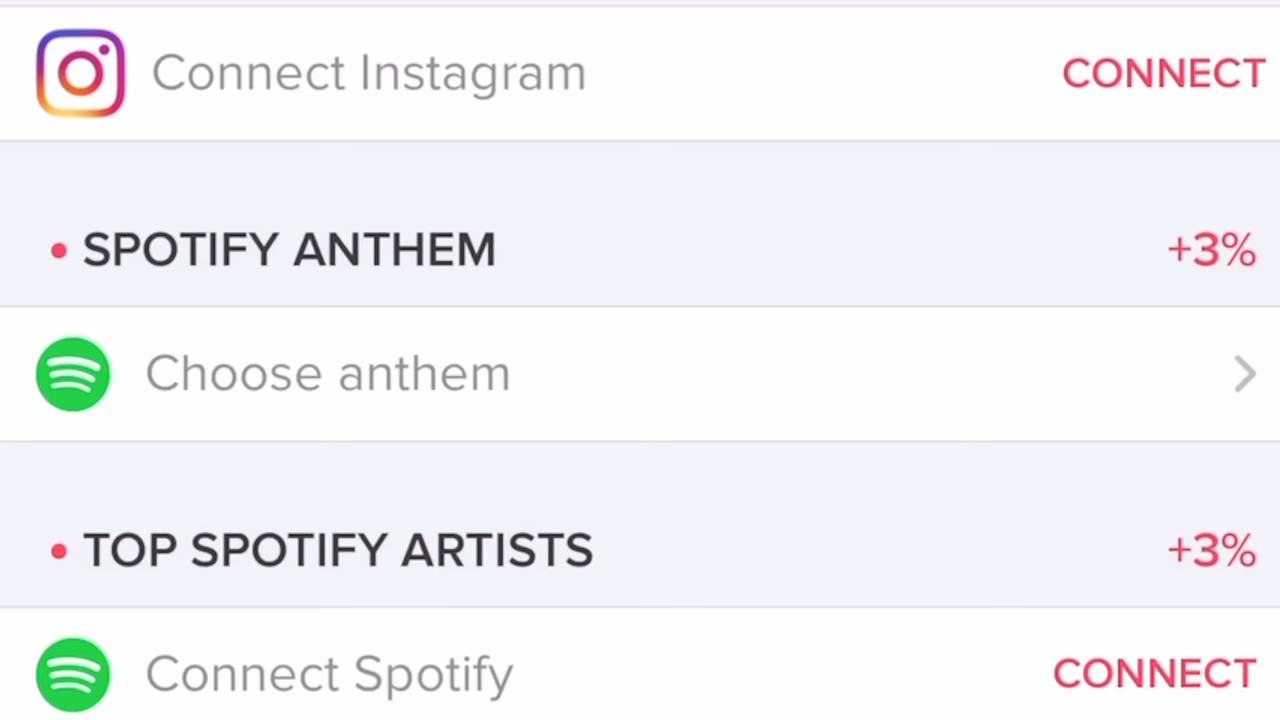 Connect Instagram CONNECT
SPOTIFY ANTHEM +3%
Choose anthem
TOP SPOTIFY ARTISTS +3%
Connect Spotify CONNECT